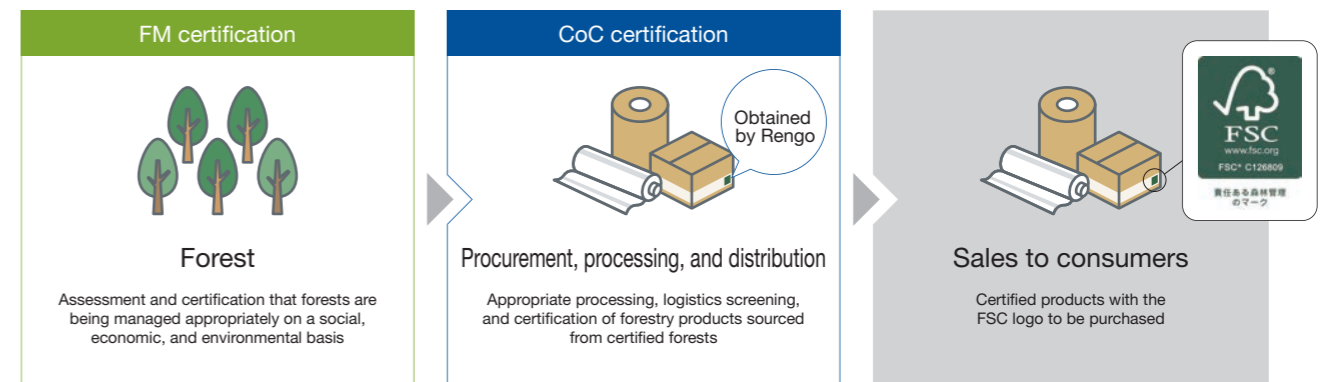 FM certification
Forest
Assessment and certification that forests are
being managed appropriately on a social,
economic, and environmental basis
CoC certification
Obtained
by Rengo
Procurement, processing, and distribution
Appropriate processing, logistics screening,
and certification of forestry products sourced
from certified forests
Sales to consumers
Certified products with the
FSC logo to be purchased
®
FSC
www.fsc.org
FSC® C126809
責任ある森林管理
のマーク